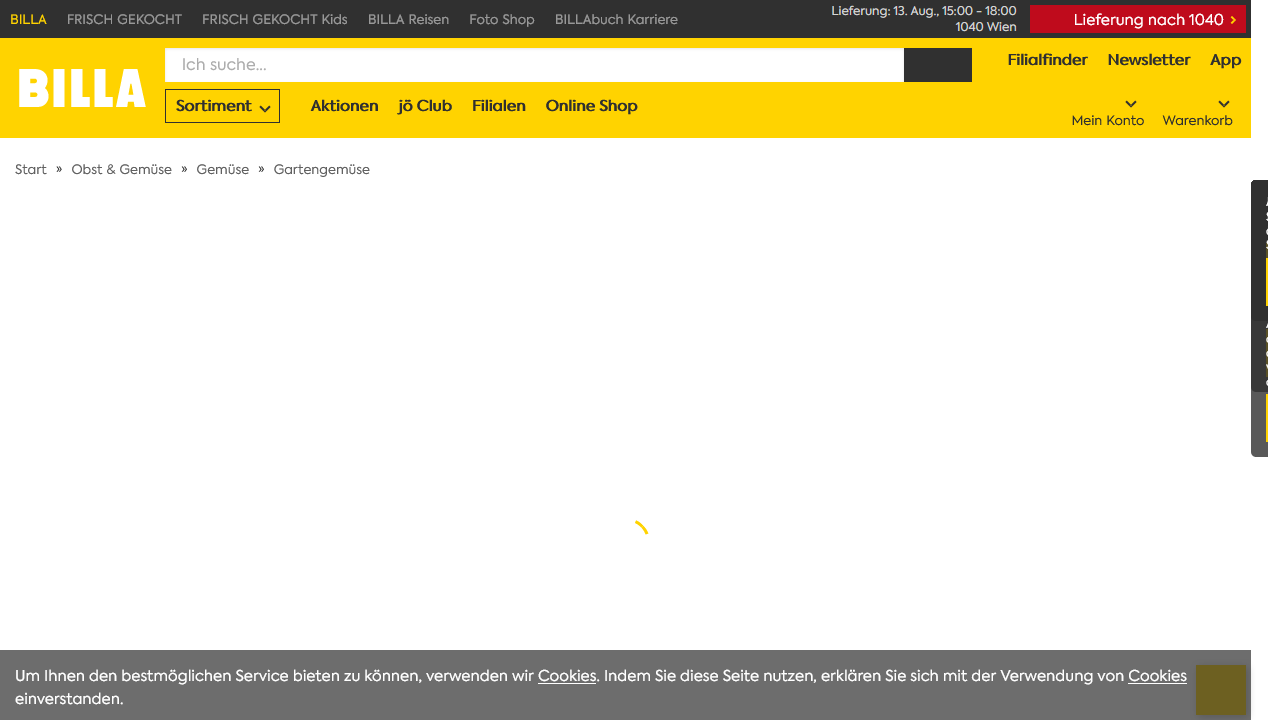 BILLA FRISCH GEKOCHT FRISCH GEKOCHT Kids BILLA Reisen Foto Shop BILLAbuch Karriere
Lieferung: 13. Aug., 15:00 - 18:00
1040 Wien
Lieferung nach 1040
BILLA
Ich suche...
Filialfinder Newsletter App
Sortiment Aktionen jö Club Filialen Online Shop
Mein Konto Warenkorb
Start » Obst & Gemüse » Gemüse » Gartengemüse
Um Ihnen den bestmöglichen Service bieten zu können, verwenden wir Cookies. Indem Sie diese Seite nutzen, erklären Sie sich mit der Verwendung von Cookies
einverstanden.